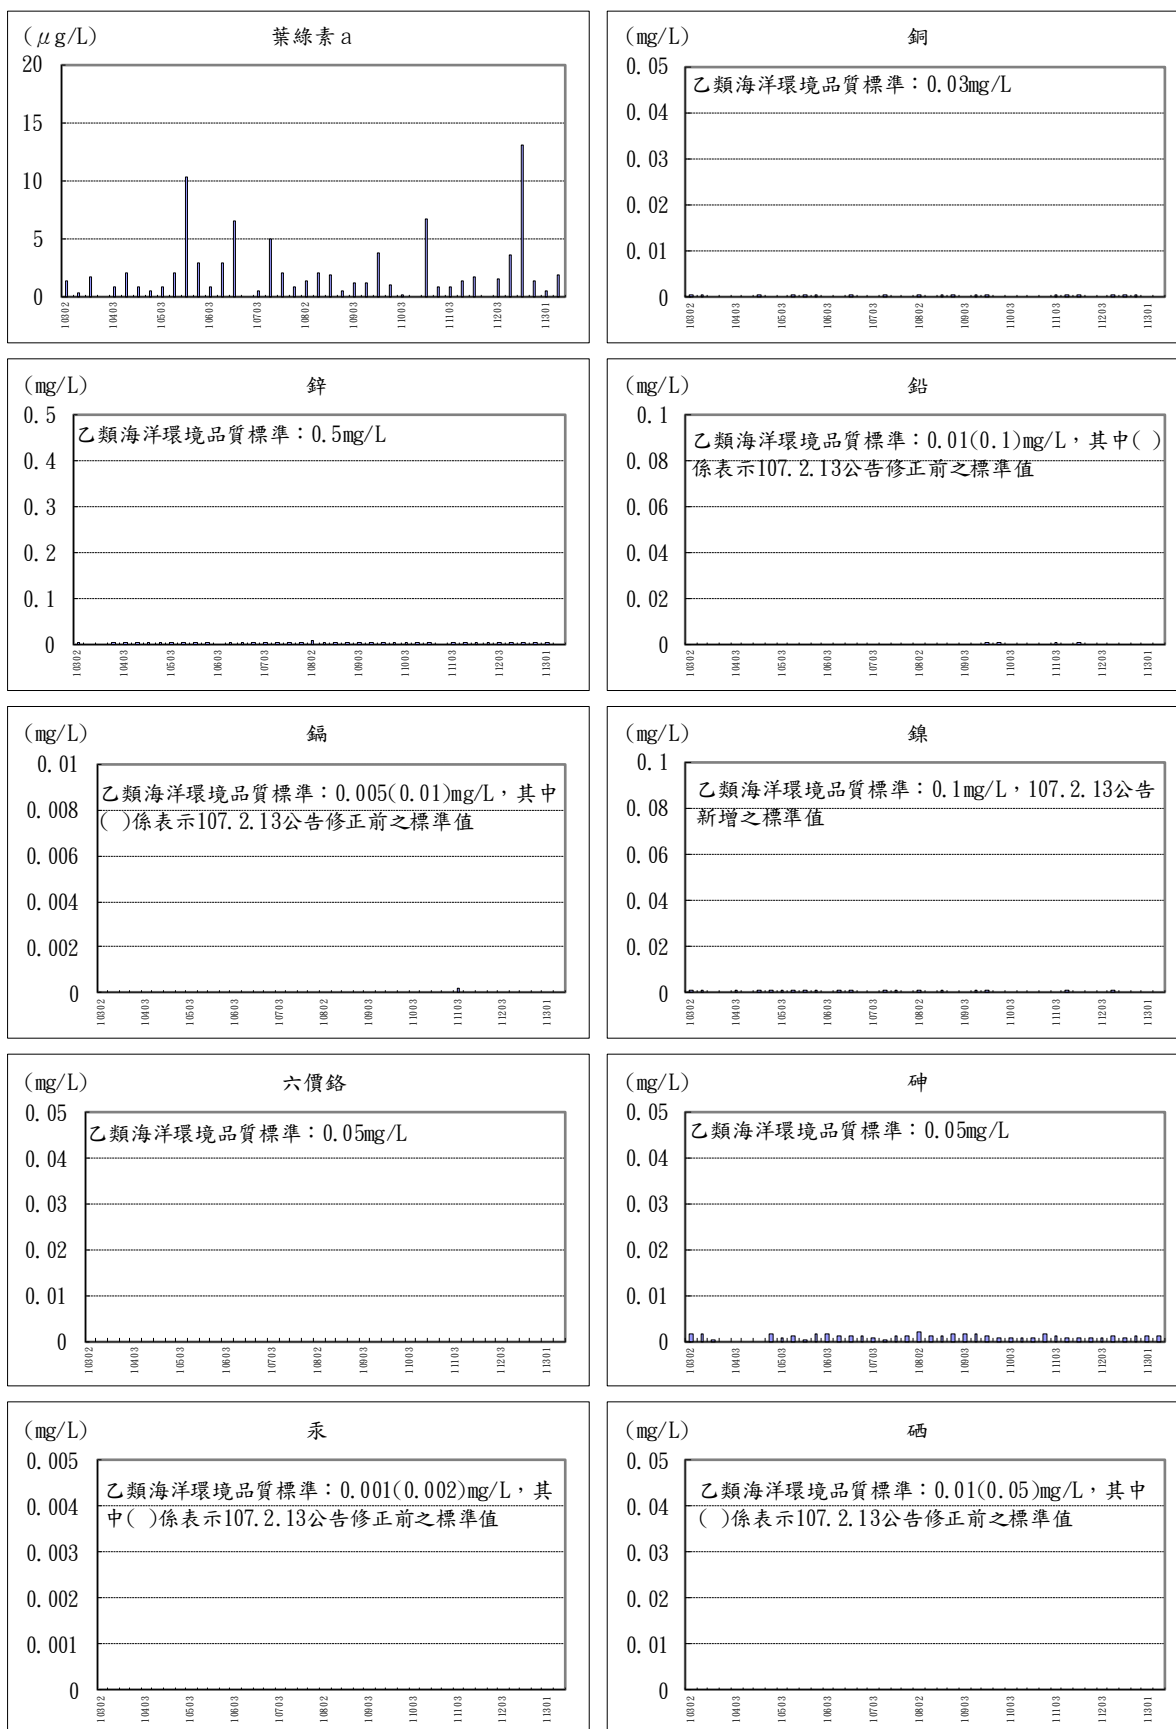 (μg/L) 葉綠素a
20
15
10
5
0
10302 10403 10503 10603 10703 10802 10903 11003 11103 11203 11301
(mg/L) 銅
0.05
乙類海洋環境品質標準：0.03mg/L
0.04
0.03
0.02
0.01
0
10302 10403 10503 10603 10703 10802 10903 11003 11103 11203 11301
(mg/L) 鋅
0.5
乙類海洋環境品質標準：0.5mg/L
0.4
0.3
0.2
0.1
0
10302 10403 10503 10603 10703 10802 10903 11003 11103 11203 11301
(mg/L) 鉛
0.1
乙類海洋環境品質標準：0.01(0.1)mg/L，其中( )
係表示107.2.13公告修正前之標準值
0.08
0.06
0.04
0.02
0
10302 10403 10503 10603 10703 10802 10903 11003 11103 11203 11301
(mg/L) 鎘
0.01
乙類海洋環境品質標準：0.005(0.01)mg/L，其中
( )係表示107.2.13公告修正前之標準值
0.008
0.006
0.004
0.002
0
10302 10403 10503 10603 10703 10802 10903 11003 11103 11203 11301
(mg/L) 鎳
0.1
乙類海洋環境品質標準：0.1mg/L，107.2.13公告
新增之標準值
0.08
0.06
0.04
0.02
0
10302 10403 10503 10603 10703 10802 10903 11003 11103 11203 11301
(mg/L) 六價鉻
0.05
乙類海洋環境品質標準：0.05mg/L
0.04
0.03
0.02
0.01
0
10302 10403 10503 10603 10703 10802 10903 11003 11103 11203 11301
(mg/L) 砷
0.05
乙類海洋環境品質標準：0.05mg/L
0.04
0.03
0.02
0.01
0
10302 10403 10503 10603 10703 10802 10903 11003 11103 11203 11301
(mg/L) 汞
0.005
乙類海洋環境品質標準：0.001(0.002)mg/L，其
中( )係表示107.2.13公告修正前之標準值
0.004
0.003
0.002
0.001
0
10302 10403 10503 10603 10703 10802 10903 11003 11103 11203 11301
(mg/L) 硒
0.05
乙類海洋環境品質標準：0.01(0.05)mg/L，其中
( )係表示107.2.13公告修正前之標準值
0.04
0.03
0.02
0.01
0
10302 10403 10503 10603 10703 10802 10903 11003 11103 11203 11301